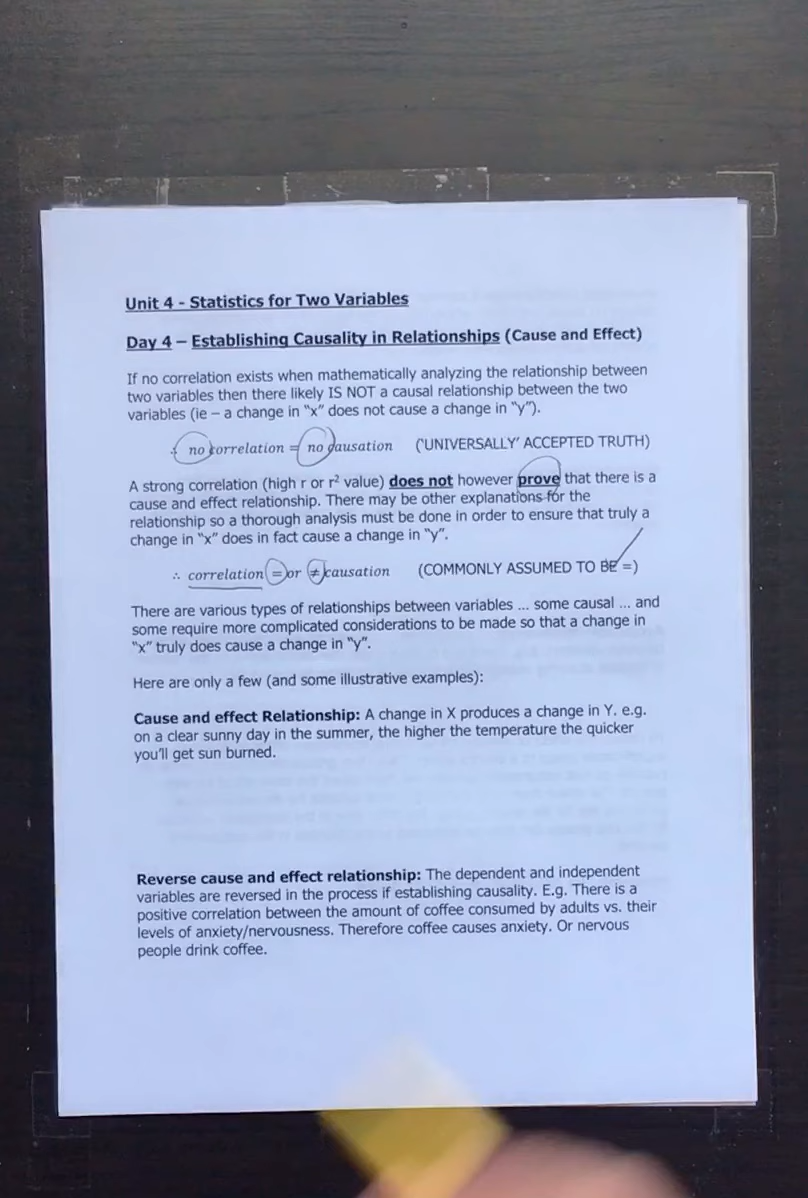 Unit 4 - Statistics for Two Variables
Day 4 – Establishing Causality in Relationships (Cause and Effect)
If no correlation exists when mathematically analyzing the relationship between
two variables then there likely IS NOT a causal relationship between the two
variables (ie – a change in "x" does not cause a change in "y").
∴ no correlation = no causation ('UNIVERSALLY' ACCEPTED TRUTH)
A strong correlation (high r or r² value) does not however prove that there is a
cause and effect relationship. There may be other explanations for the
relationship so a thorough analysis must be done in order to ensure that truly a
change in "x" does in fact cause a change in "y".
∴ correlation = or ≠ causation (COMMONLY ASSUMED TO BE =)
There are various types of relationships between variables ... some causal ... and
some require more complicated considerations to be made so that a change in
"x" truly does cause a change in "y".
Here are only a few (and some illustrative examples):
Cause and effect Relationship: A change in X produces a change in Y. e.g.
on a clear sunny day in the summer, the higher the temperature the quicker
you'll get sun burned.
Reverse cause and effect relationship: The dependent and independent
variables are reversed in the process if establishing causality. E.g. There is a
positive correlation between the amount of coffee consumed by adults vs. their
levels of anxiety/nervousness. Therefore coffee causes anxiety. Or nervous
people drink coffee.